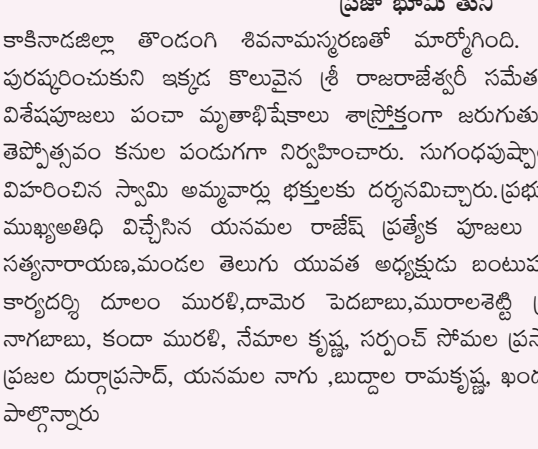 ప్రజా భూమి తుని
కాకినాడజిల్లా తొండంగి శివనామస్మరణతో మార్మోగింది.
పురష్కరించుకుని ఇక్కడ కొలువైన శ్రీ రాజరాజేశ్వరీ సమేత
విశేషపూజలు పంచా మృతాభిషేకాలు శాస్త్రోక్తంగా జరుగుతు
తెప్పోత్సవం కనుల పండుగగా నిర్వహించారు. సుగంధపుష్పా
విహరించిన స్వామి అమ్మవార్లు భక్తులకు దర్శనమిచ్చారు.ప్రభు
ముఖ్యఅతిధి విచ్చేసిన యనమల రాజేష్ ప్రత్యేక పూజలు
సత్యనారాయణ,మండల తెలుగు యువత అధ్యక్షుడు బంటుప
కార్యదర్శి దూలం మురళి,దామెర పెదబాబు,మురాలశెట్టి
నాగబాబు, కందా మురళి, నేమాల కృష్ణ, సర్పంచ్ సోమల ప్రస
ప్రజల దుర్గాప్రసాద్, యనమల నాగు ,బుద్దాల రామకృష్ణ, ఖండ
పాల్గొన్నారు